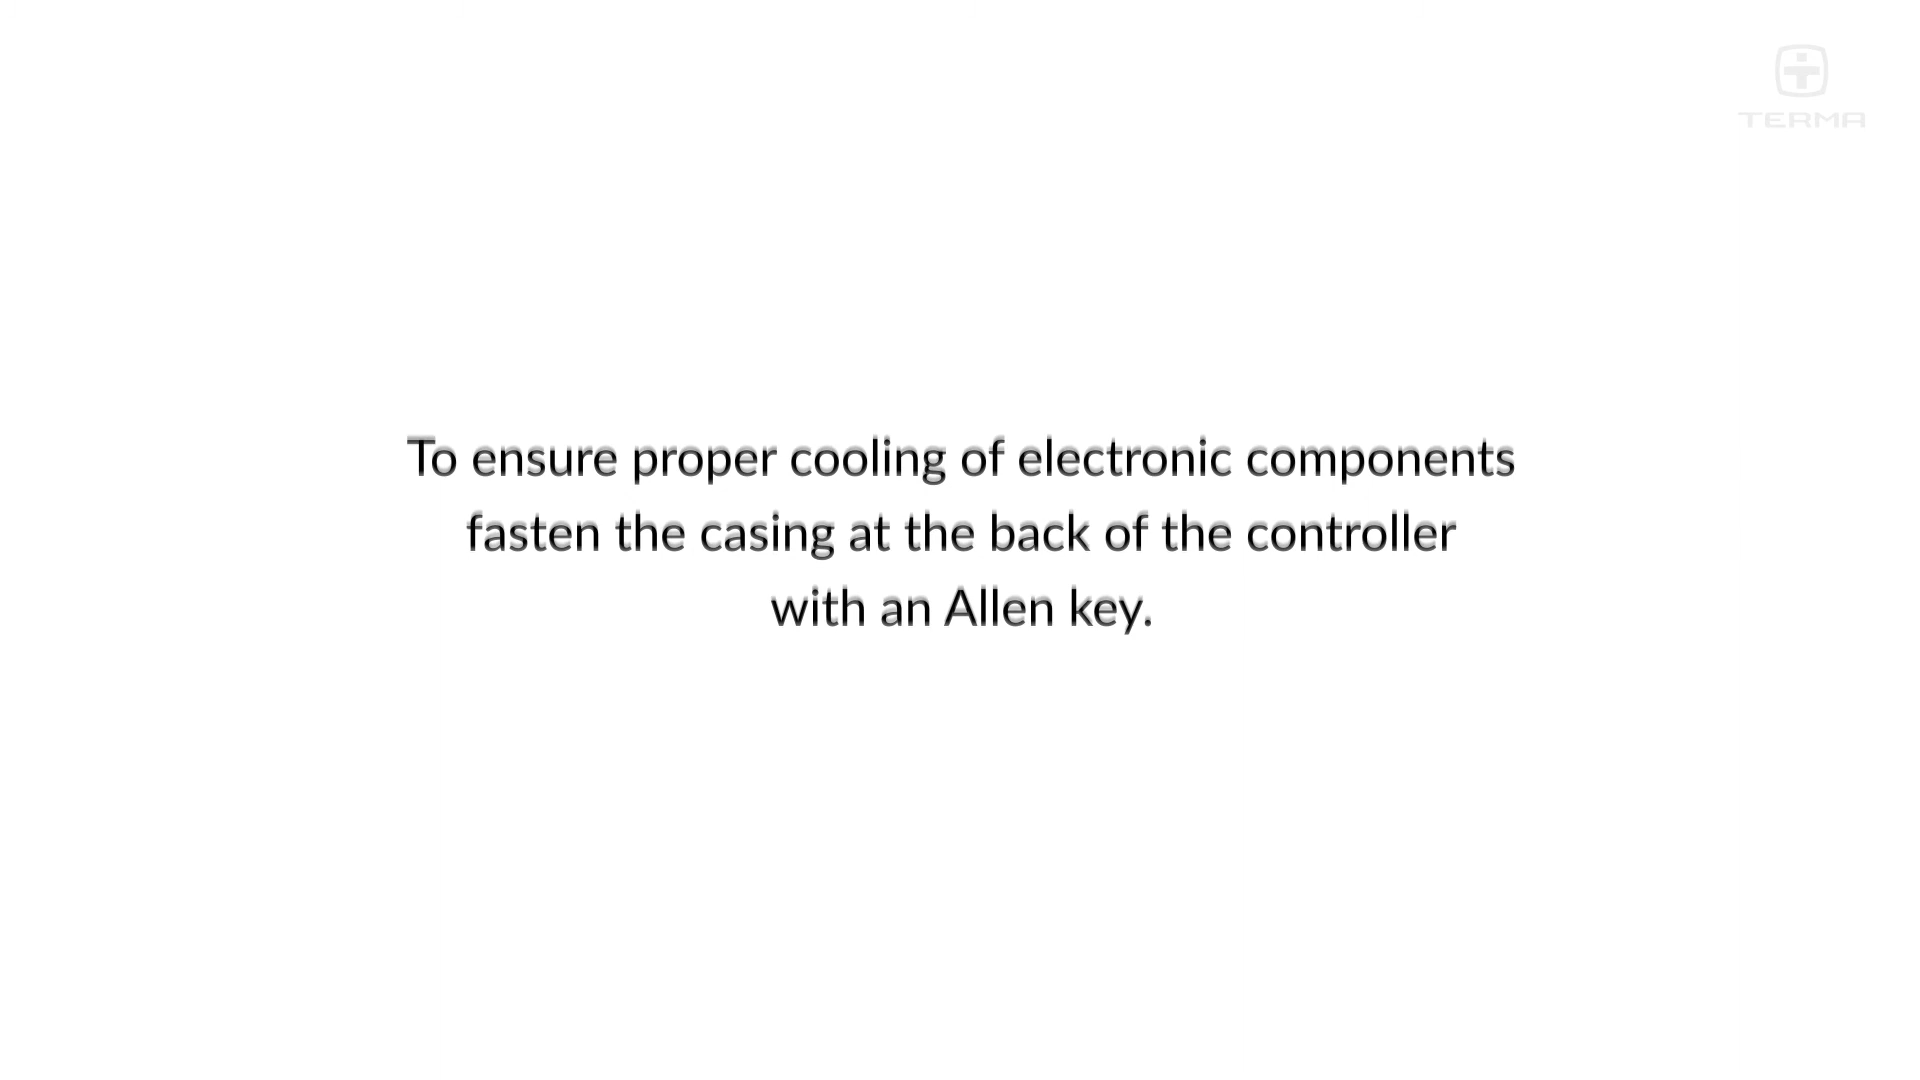 TERMA
To ensure proper cooling of electronic components
fasten the casing at the back of the controller
with an Allen key.